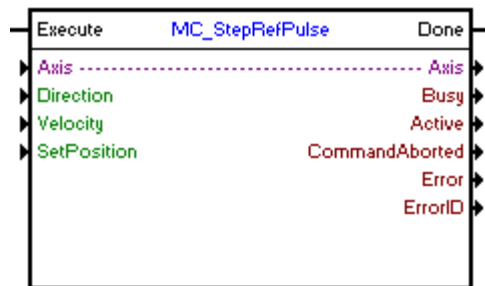 Execute MC_StepRefPulse Done
Axis Axis
Direction Busy
Velocity Active
SetPosition CommandAborted
Error
ErrorID